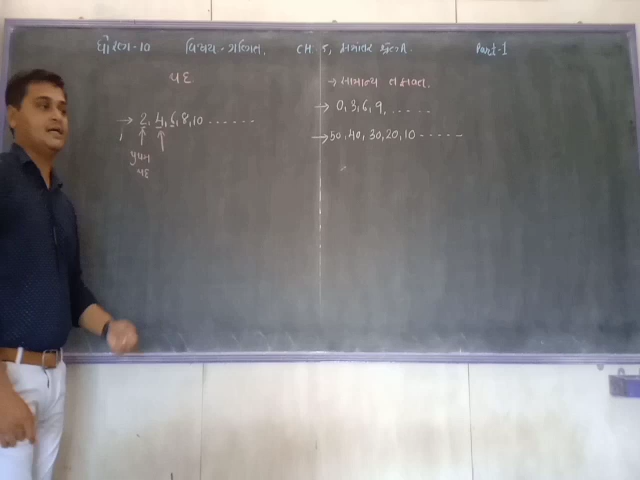 ધોરણ-10 વિષય-ગણિત. CH: 5, સમાંતર શ્રેણી Part-1
પદ
→ 2, 4, 6, 8, 10 ......
પ્રથમ
પદ
→ સામાન્ય તફાવત.
→ 0, 3, 6, 9, ......
→ 50, 40, 30, 20, 10 ......